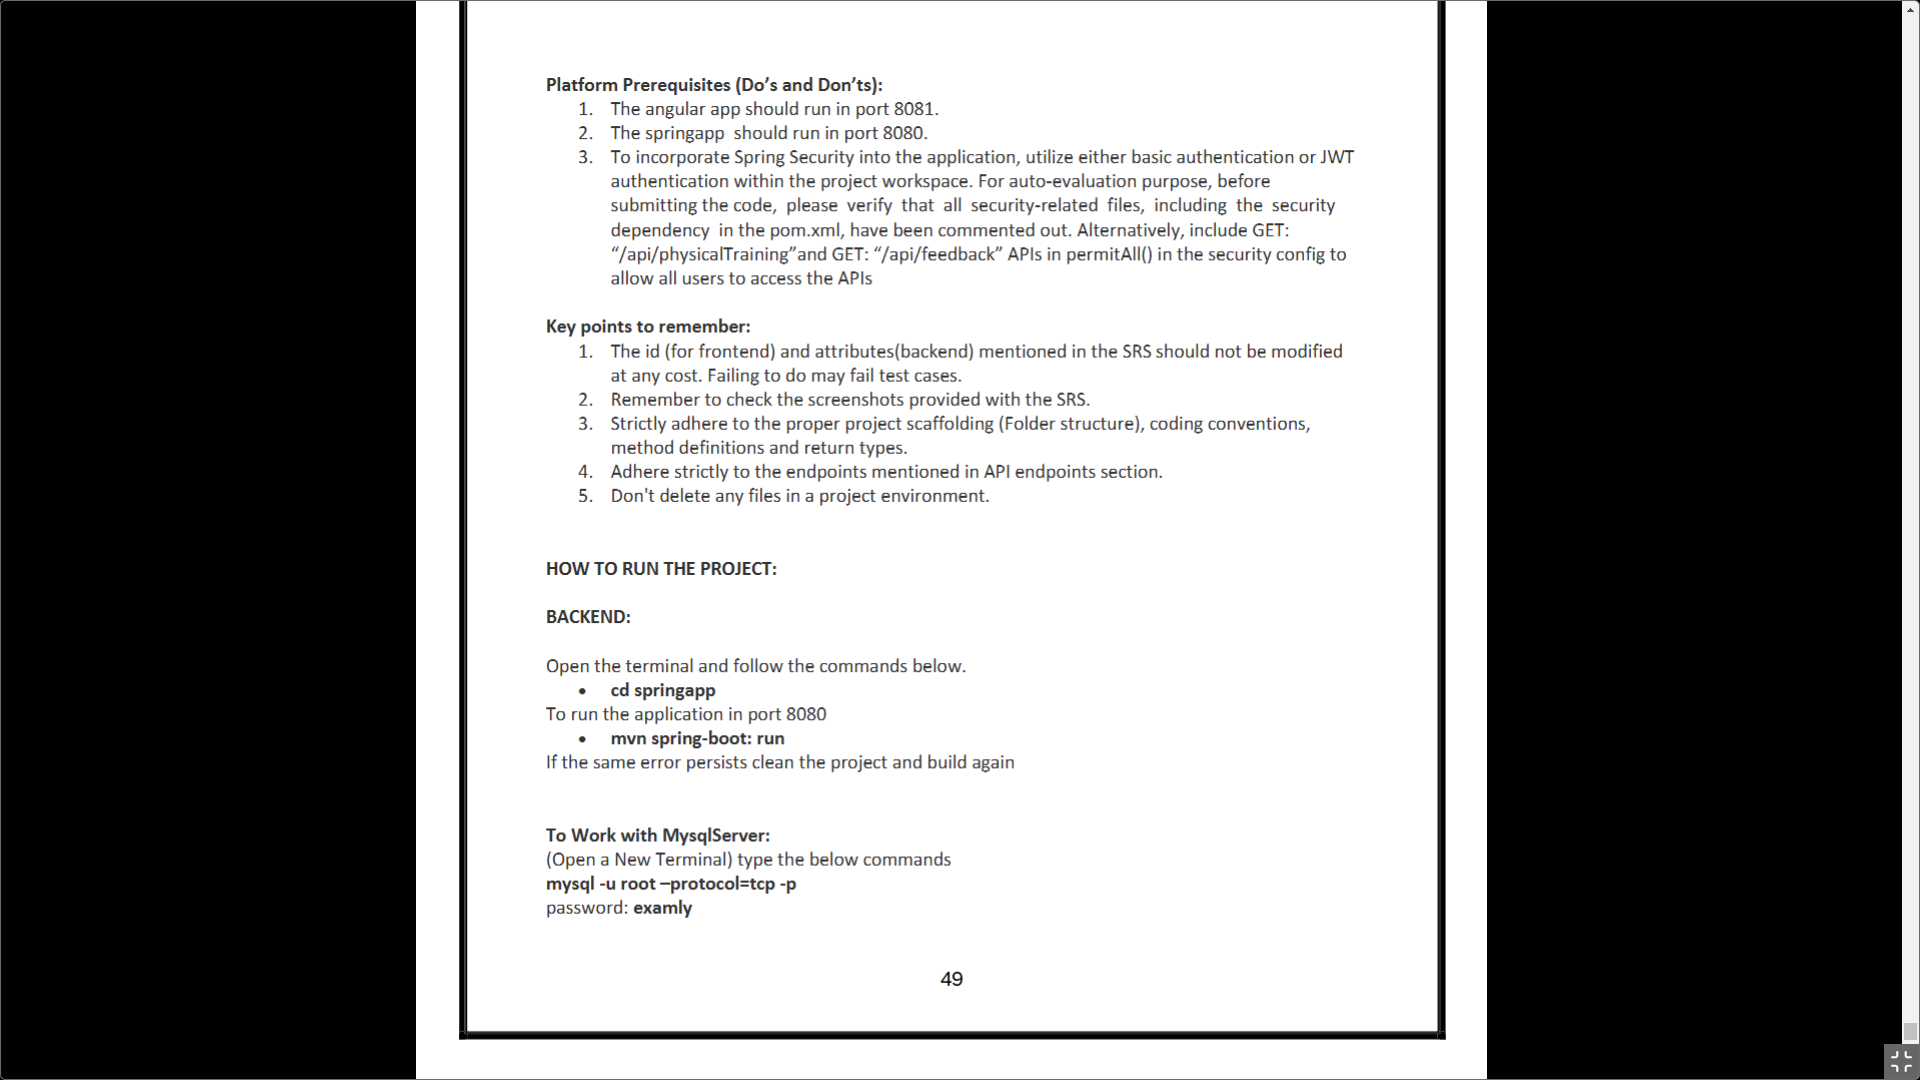 Platform Prerequisites (Do’s and Don’ts):
1. The angular app should run in port 8081.
2. The springapp  should run in port 8080.
3. To incorporate Spring Security into the application, utilize either basic authentication or JWT
authentication within the project workspace. For auto-evaluation purpose, before
submitting the code,  please  verify  that  all  security-related  files,  including  the  security
dependency  in the pom.xml, have been commented out. Alternatively, include GET:
“/api/physicalTraining”and GET: “/api/feedback” APIs in permitAll() in the security config to
allow all users to access the APIs
Key points to remember:
1. The id (for frontend) and attributes(backend) mentioned in the SRS should not be modified
at any cost. Failing to do may fail test cases.
2. Remember to check the screenshots provided with the SRS.
3. Strictly adhere to the proper project scaffolding (Folder structure), coding conventions,
method definitions and return types.
4. Adhere strictly to the endpoints mentioned in API endpoints section.
5. Don't delete any files in a project environment.
HOW TO RUN THE PROJECT:
BACKEND:
Open the terminal and follow the commands below.
• cd springapp
To run the application in port 8080
• mvn spring-boot: run
If the same error persists clean the project and build again
To Work with MysqlServer:
(Open a New Terminal) type the below commands
mysql -u root –protocol=tcp -p
password: examly
49